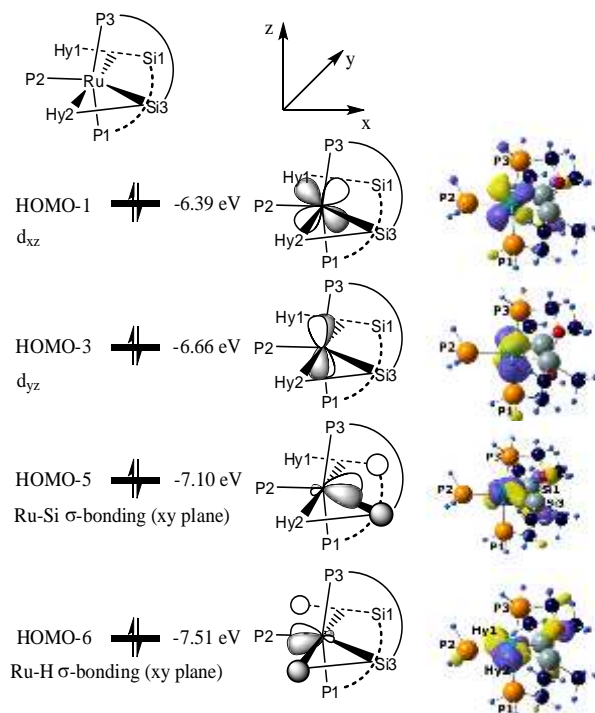 P3
Hy1
Si1
P2
Ru
Hy2
Si3
P1
z
y
x
HOMO-1
-6.39 eV
d_xz
P3
Hy1
Si1
P2
Hy2
Si3
P1
P3
P2
P1
HOMO-3
-6.66 eV
d_yz
P3
Hy1
Si1
P2
Hy2
Si3
P1
P3
P2
P1
HOMO-5
-7.10 eV
Ru-Si σ-bonding (xy plane)
P3
Hy1
P2
Hy2
P1
P3
P2
Si1
Si3
P1
HOMO-6
-7.51 eV
Ru-H σ-bonding (xy plane)
P3
Si1
P2
Si3
P1
P3
Hy1
P2
Hy2
P1